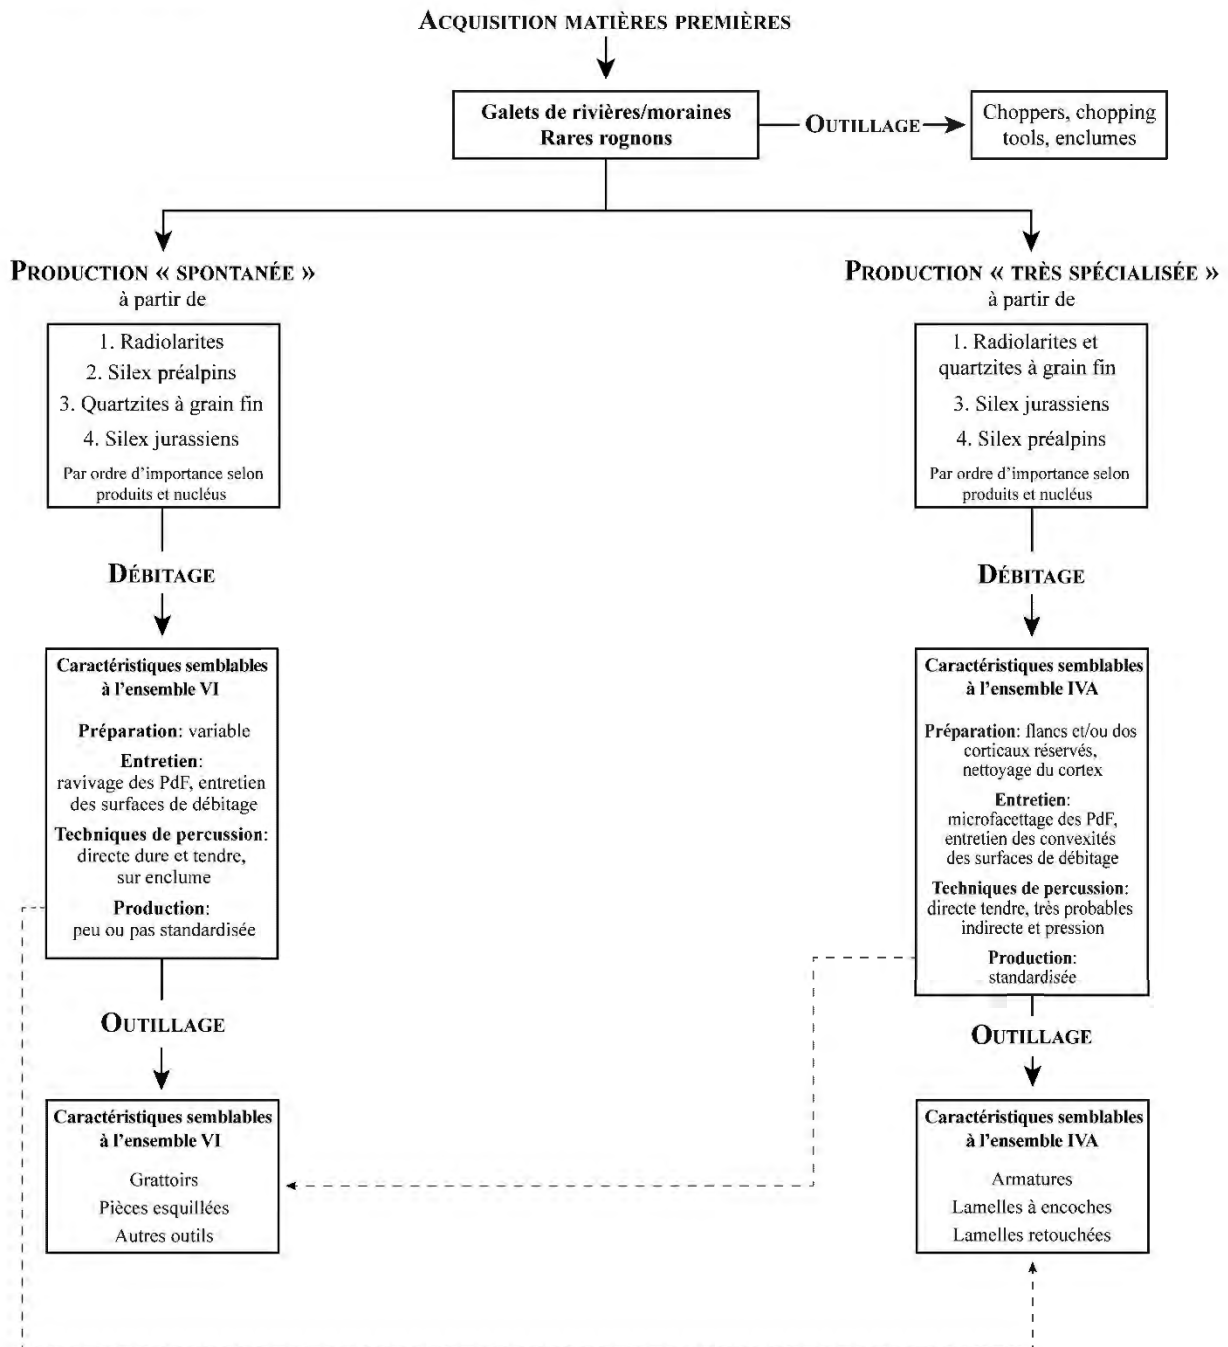 ACQUISITION MATIÈRES PREMIÈRES
Galets de rivières/moraines
Rares rognons
OUTILLAGE
Choppers, chopping
tools, enclumes
PRODUCTION « SPONTANÉE »
à partir de
1. Radiolarites
2. Silex préalpins
3. Quartzites à grain fin
4. Silex jurassiens
Par ordre d'importance selon
produits et nucléus
DÉBITAGE
Caractéristiques semblables
à l'ensemble VI
Préparation: variable
Entretien:
ravivage des PdF, entretien
des surfaces de débitage
Techniques de percussion:
directe dure et tendre,
sur enclume
Production:
peu ou pas standardisée
OUTILLAGE
Caractéristiques semblables
à l'ensemble VI
Grattoirs
Pièces esquillées
Autres outils
PRODUCTION « TRÈS SPÉCIALISÉE »
à partir de
1. Radiolarites et
quartzites à grain fin
3. Silex jurassiens
4. Silex préalpins
Par ordre d'importance selon
produits et nucléus
DÉBITAGE
Caractéristiques semblables
à l'ensemble IVA
Préparation: flancs et/ou dos
corticaux réservés,
nettoyage du cortex
Entretien:
microfacettage des PdF,
entretien des convexités
des surfaces de débitage
Techniques de percussion:
directe tendre, très probables
indirecte et pression
Production:
standardisée
OUTILLAGE
Caractéristiques semblables
à l'ensemble IVA
Armatures
Lamelles à encoches
Lamelles retouchées